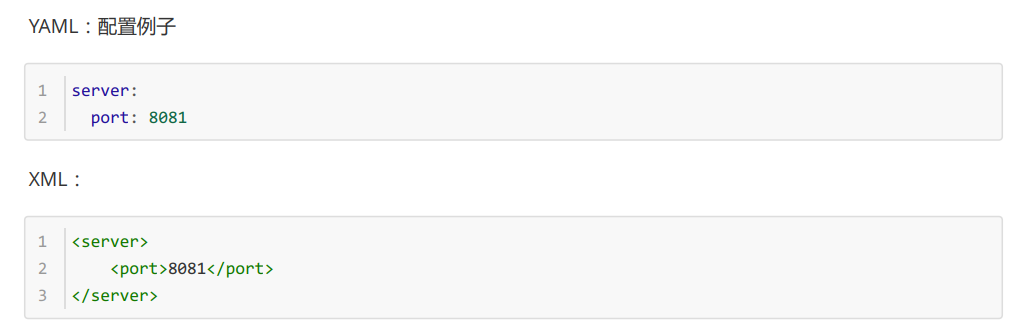 YAML：配置例子
1 server:
2   port: 8081
XML：
1 <server>
2     <port>8081</port>
3 </server>